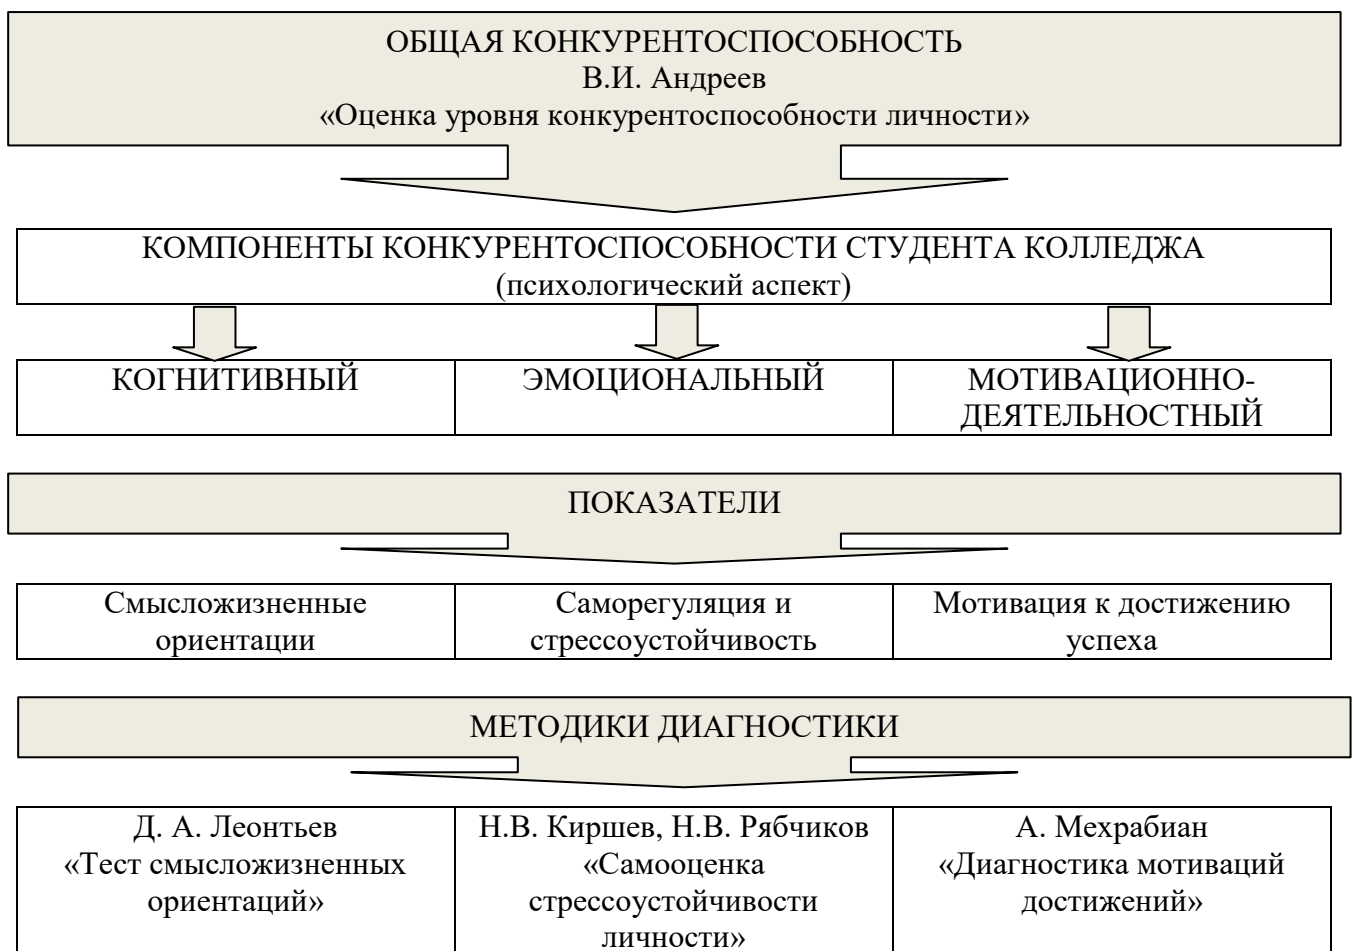 ОБЩАЯ КОНКУРЕНТОСПОСОБНОСТЬ
В.И. Андреев
«Оценка уровня конкурентоспособности личности»
КОМПОНЕНТЫ КОНКУРЕНТОСПОСОБНОСТИ СТУДЕНТА КОЛЛЕДЖА
(психологический аспект)
КОГНИТИВНЫЙ
ЭМОЦИОНАЛЬНЫЙ
МОТИВАЦИОННО-
ДЕЯТЕЛЬНОСТНЫЙ
ПОКАЗАТЕЛИ
Смысложизненные
ориентации
Саморегуляция и
стрессоустойчивость
Мотивация к достижению
успеха
МЕТОДИКИ ДИАГНОСТИКИ
Д. А. Леонтьев
«Тест смысложизненных
ориентаций»
Н.В. Киршев, Н.В. Рябчиков
«Самооценка
стрессоустойчивости
личности»
А. Мехрабиан
«Диагностика мотиваций
достижений»